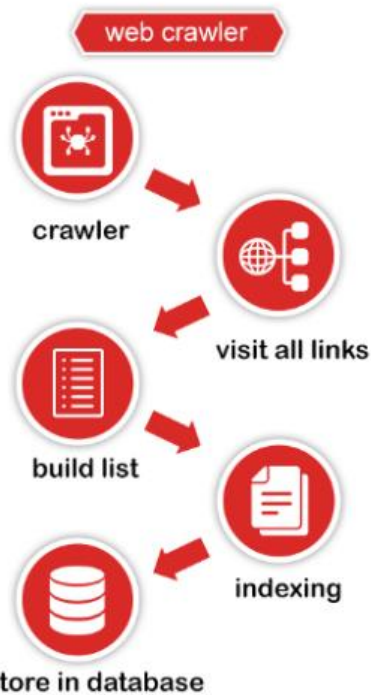 web crawler
crawler
visit all links
build list
indexing
tore in database